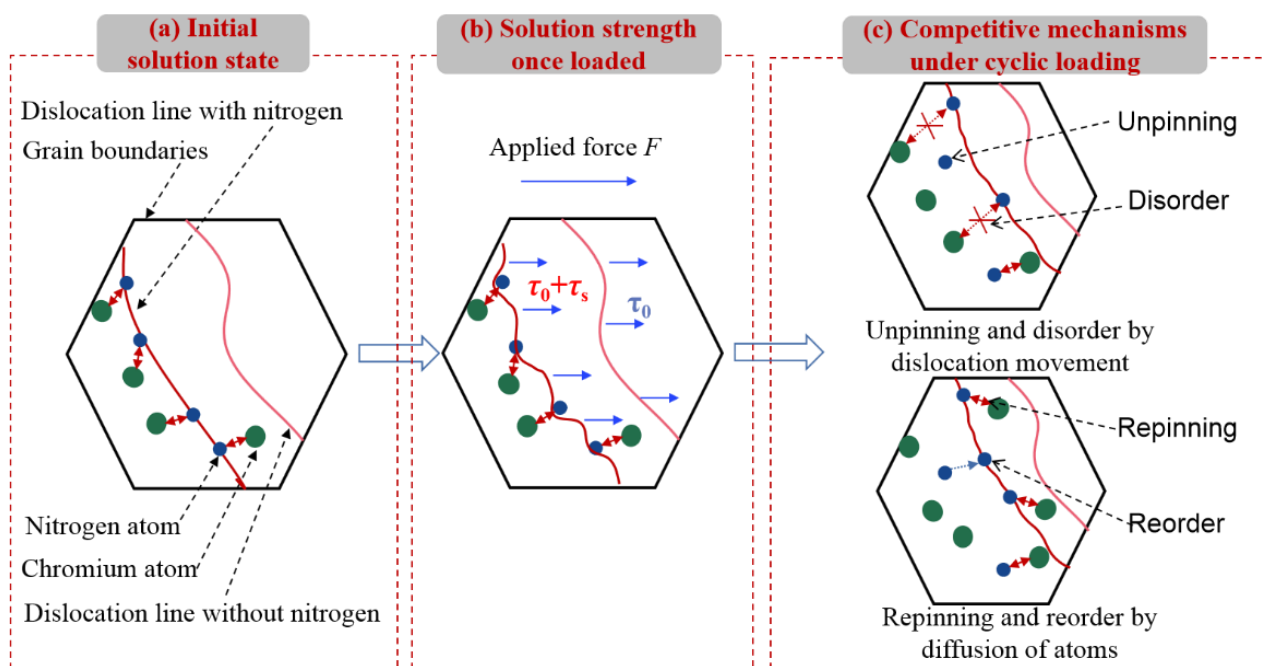 (a) Initial
solution state
Dislocation line with nitrogen
Grain boundaries
Nitrogen atom
Chromium atom
Dislocation line without nitrogen
(b) Solution strength
once loaded
Applied force F
τ0+τs
τ0
(c) Competitive mechanisms
under cyclic loading
Unpinning
Disorder
Unpinning and disorder by
dislocation movement
Repinning
Reorder
Repinning and reorder by
diffusion of atoms